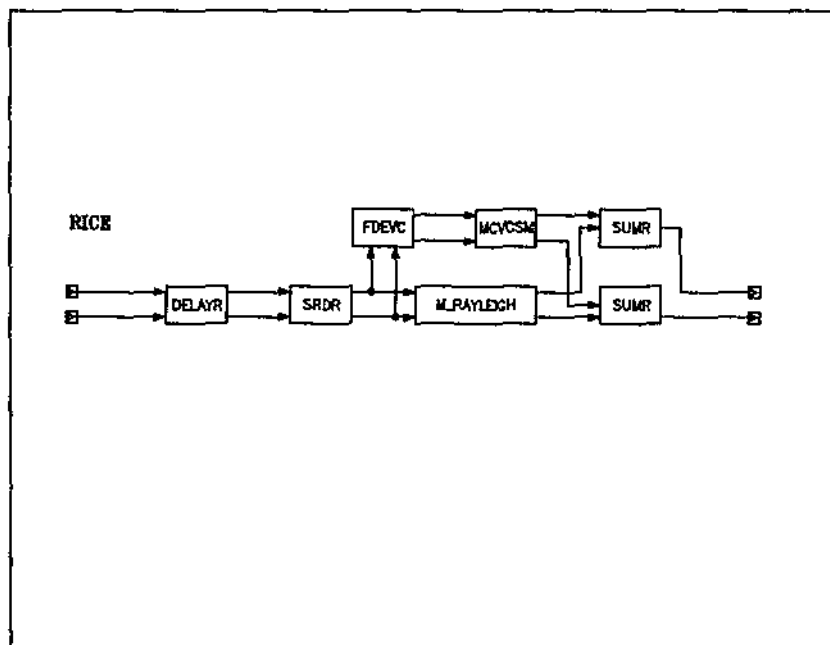 RICE
FDEVC
MCVCSM
SUMR
DELAYR
SRDR
M_RAYLEIGH
SUMR